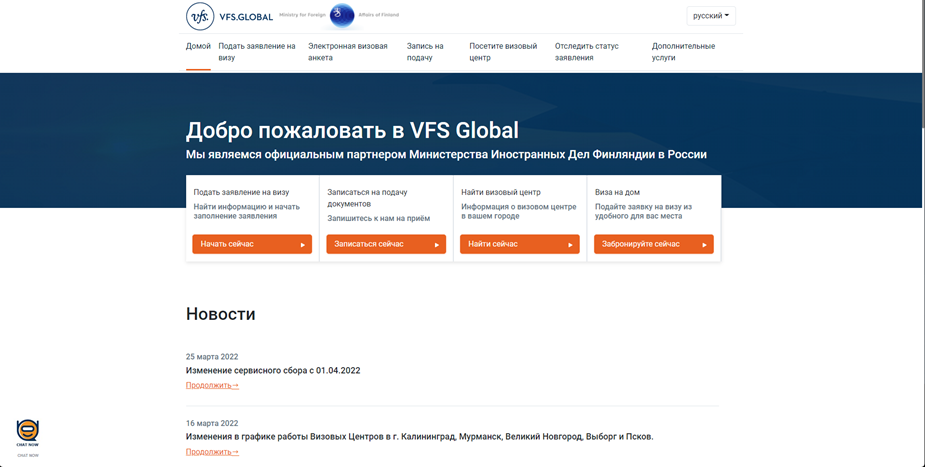 vfs.
VFS.GLOBAL
Ministry for Foreign Affairs of Finland
русский
Домой
Подать заявление на
визу
Электронная визовая
анкета
Запись на
подачу
Посетите визовый
центр
Отследить статус
заявления
Дополнительные
услуги
Добро пожаловать в VFS Global
Мы являемся официальным партнером Министерства Иностранных Дел Финляндии в России
Подать заявление на визу
Найти информацию и начать
заполнение заявления
Начать сейчас
Записаться на подачу
документов
Запишитесь к нам на приём
Записаться сейчас
Найти визовый центр
Информация о визовом центре
в вашем городе
Найти сейчас
Виза на дом
Подайте заявку на визу из
удобного для вас места
Забронируйте сейчас
Новости
25 марта 2022
Изменение сервисного сбора с 01.04.2022
Продолжить→
16 марта 2022
Изменения в графике работы Визовых Центров в г. Калининград, Мурманск, Великий Новгород, Выборг и Псков.
Продолжить→
CHAT NOW
CHAT NOW